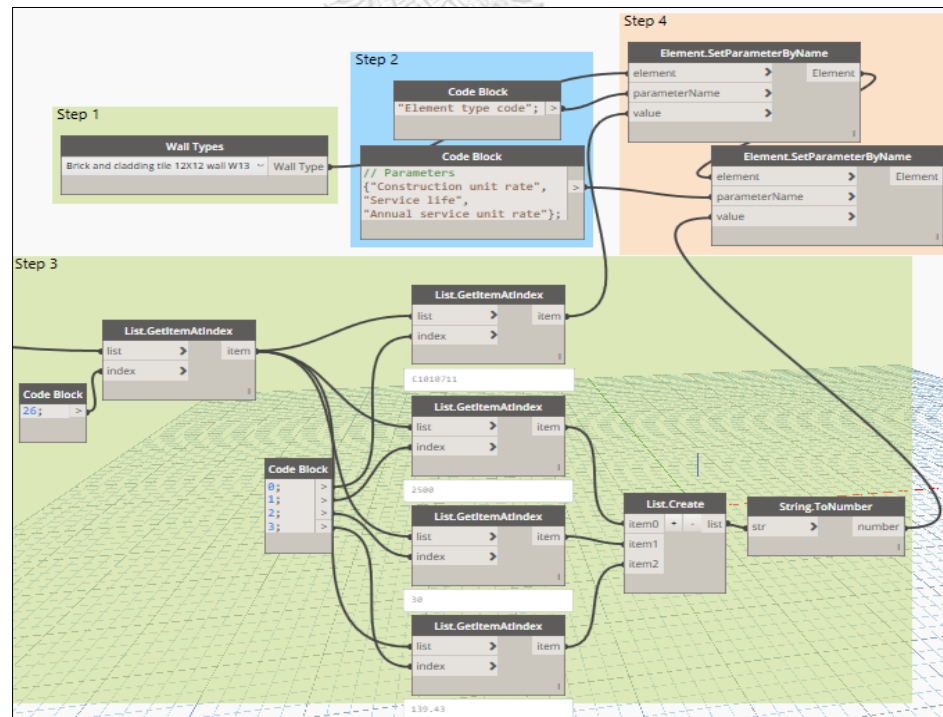 Step 1
Wall Types
Brick and cladding tile 12X12 wall W13 Wall Type >
Step 2
Code Block
"Element type code"; >
Code Block
// Parameters
{"Construction unit rate", >
"Service life",
"Annual service unit rate"};
Step 4
Element.SetParameterByName
element > Element
parameterName >
value >
Element.SetParameterByName
element > Element
parameterName >
value >
Step 3
List.GetItemAtIndex
list > item
index >
Code Block
26; >
Code Block
0; >
1; >
2; >
3; >
List.GetItemAtIndex
list > item
index >
C1010711
List.GetItemAtIndex
list > item
index >
2500
List.GetItemAtIndex
list > item
index >
30
List.GetItemAtIndex
list > item
index >
139.43
List.Create
item0 + - list
item1
item2
String.ToNumber
str > number